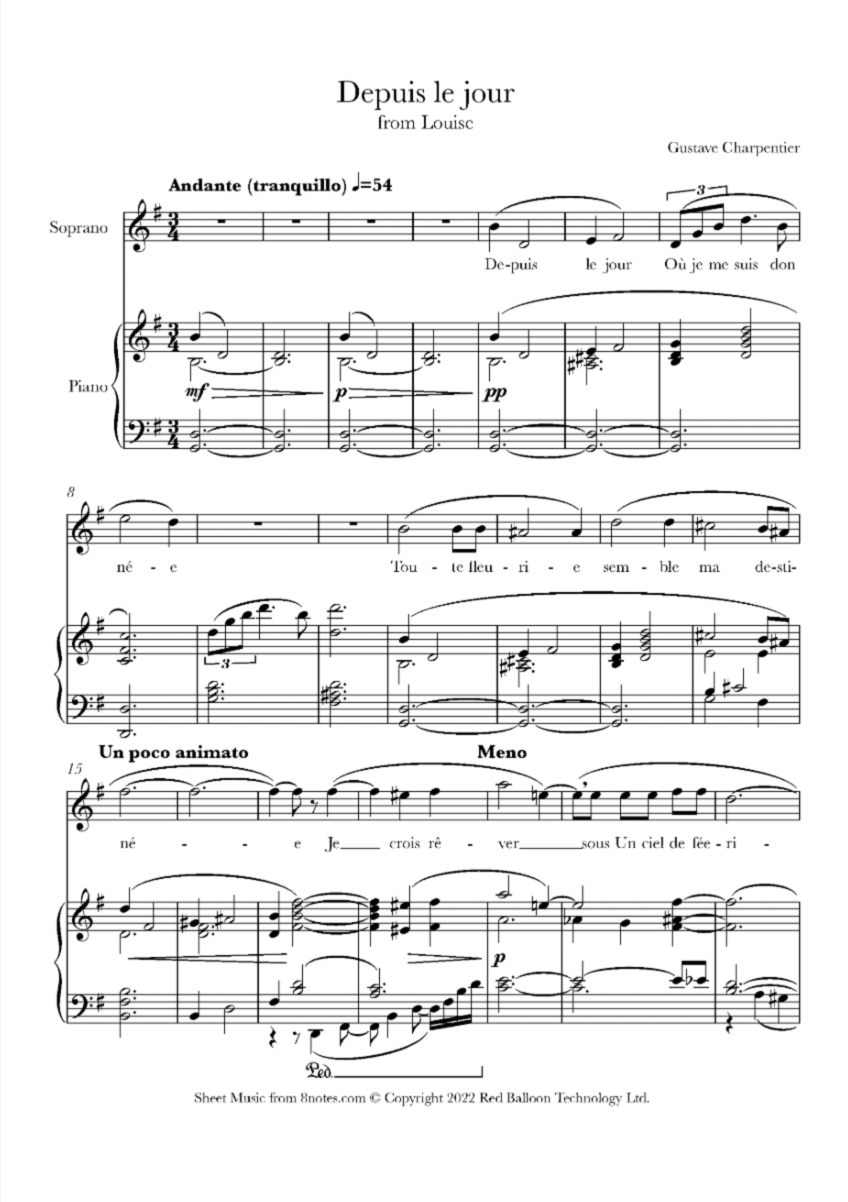 Depuis le jour
from Louise
Gustave Charpentier
Andante (tranquillo) ♩=54
3
Soprano
De-puis le jour Où je me suis don
Piano
mf p pp
8
né - e Tou - te fleu - ri - e sem - ble ma des-ti-
3
Un poco animato Meno
15
né - - - e Je crois rê - ver sous Un ciel de fée - ri -
p
Ped.
Sheet Music from 8notes.com © Copyright 2022 Red Balloon Technology Ltd.